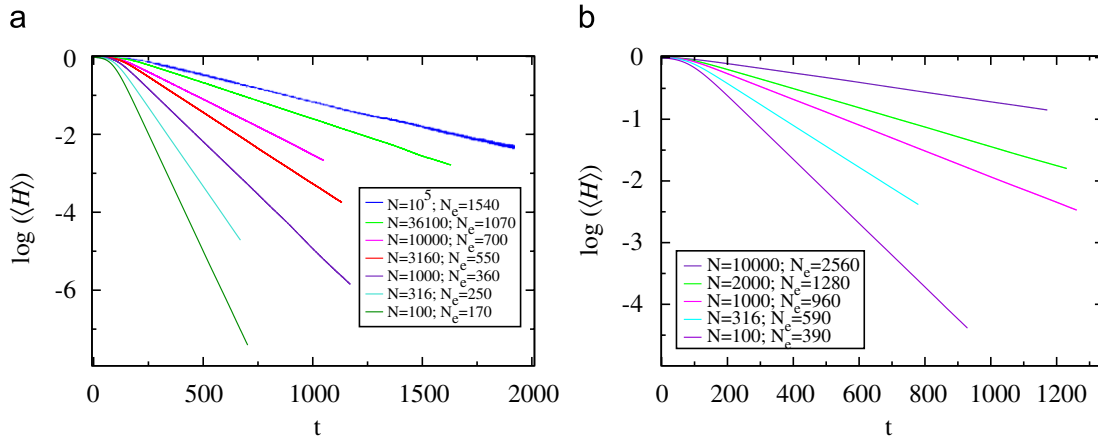 a
log (⟨H⟩)
0
-2
-4
-6
0 500 1000 1500 2000
t
N=10^5; N_e=1540
N=36100; N_e=1070
N=10000; N_e=700
N=3160; N_e=550
N=1000; N_e=360
N=316; N_e=250
N=100; N_e=170
b
log (⟨H⟩)
0
-1
-2
-3
-4
0 200 400 600 800 1000 1200
t
N=10000; N_e=2560
N=2000; N_e=1280
N=1000; N_e=960
N=316; N_e=590
N=100; N_e=390